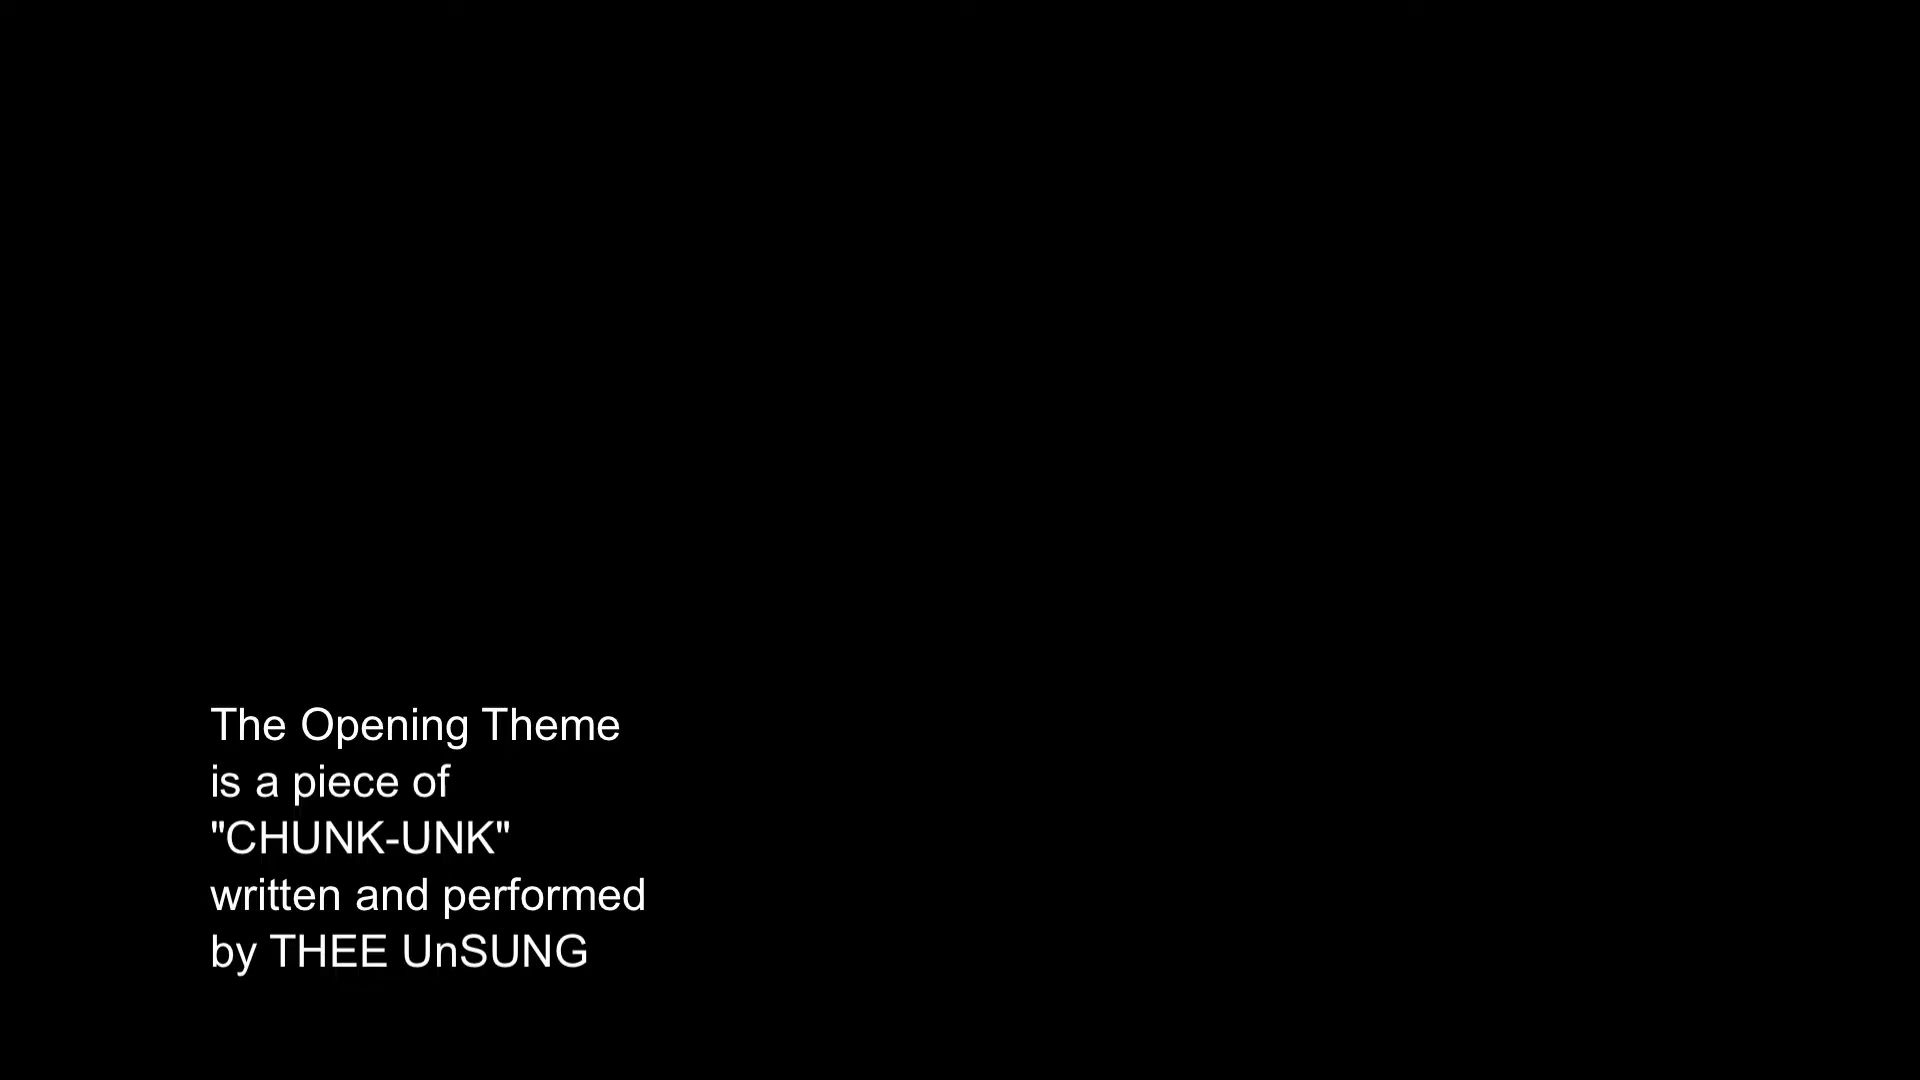 The Opening Theme
is a piece of
"CHUNK-UNK"
written and performed
by THEE UnSUNG